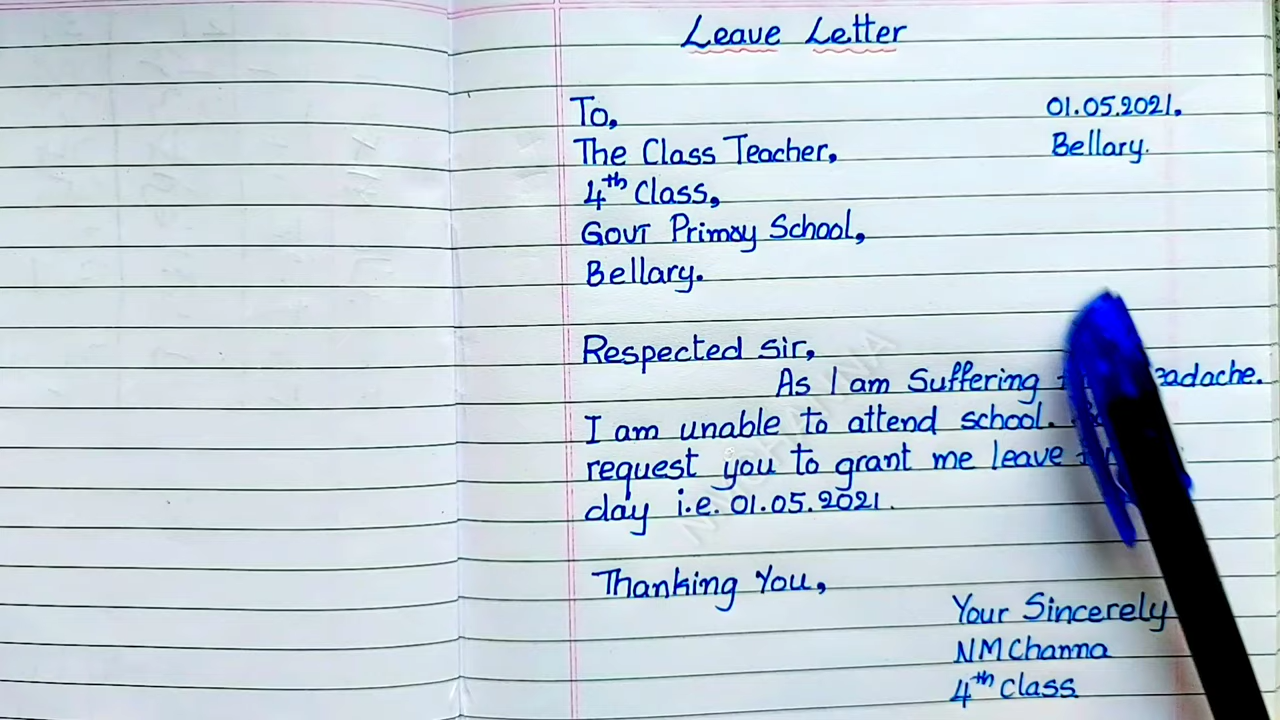 Leave Letter
To,
01.05.2021.
The Class Teacher,
Bellary.
4th Class,
GOVT Primay School,
Bellary.
Respected Sir,
As I am Suffering
I am unable to attend school.
request you to grant me leave
day i.e. 01.05.2021.
Thanking You,
Your Sincerely
NMChanna
4th Class
NMCHANNA